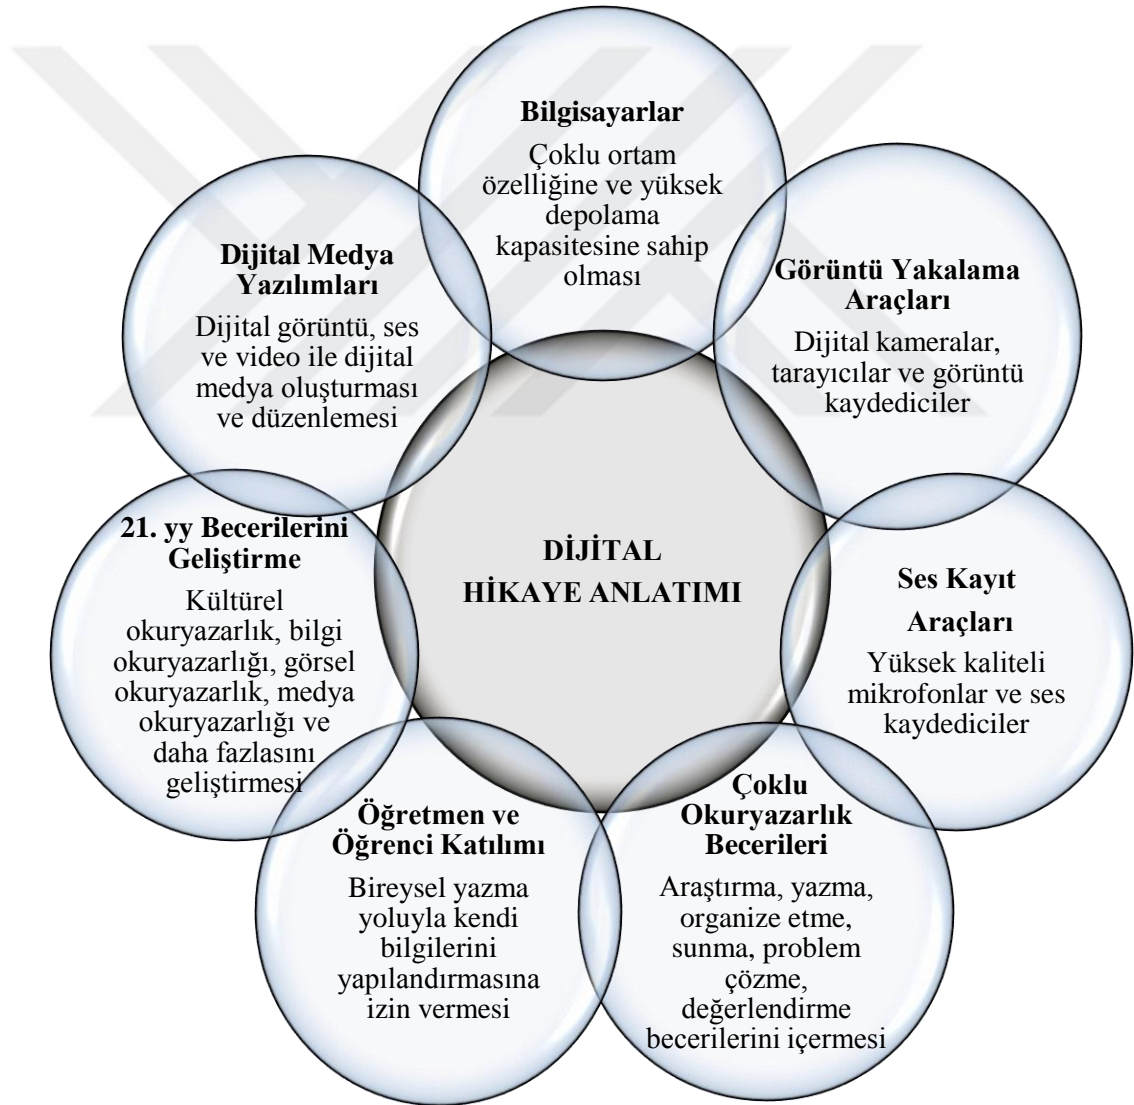 Bilgisayarlar
Çoklu ortam
özelliğine ve yüksek
depolama
kapasitesine sahip
olması
Görüntü Yakalama
Araçları
Dijital kameralar,
tarayıcılar ve görüntü
kaydediciler
Ses Kayıt
Araçları
Yüksek kaliteli
mikrofonlar ve ses
kaydediciler
Çoklu
Okuryazarlık
Becerileri
Araştırma, yazma,
organize etme,
sunma, problem
çözme,
değerlendirme
becerilerini içermesi
Öğretmen ve
Öğrenci Katılımı
Bireysel yazma
yoluyla kendi
bilgilerini
yapılandırmasına
izin vermesi
21. yy Becerilerini
Geliştirme
Kültürel
okuryazarlık, bilgi
okuryazarlığı, görsel
okuryazarlık, medya
okuryazarlığı ve
daha fazlasını
geliştirmesi
Dijital Medya
Yazılımları
Dijital görüntü, ses
ve video ile dijital
medya oluşturması
ve düzenlemesi
DİJİTAL
HİKAYE ANLATIMI